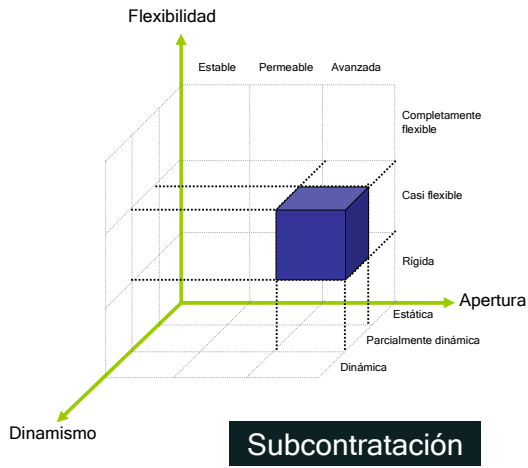 Flexibilidad
Estable Permeable Avanzada
Completamente
flexible
Casi flexible
Rígida
Apertura
Estática
Parcialmente dinámica
Dinámica
Dinamismo
Subcontratación